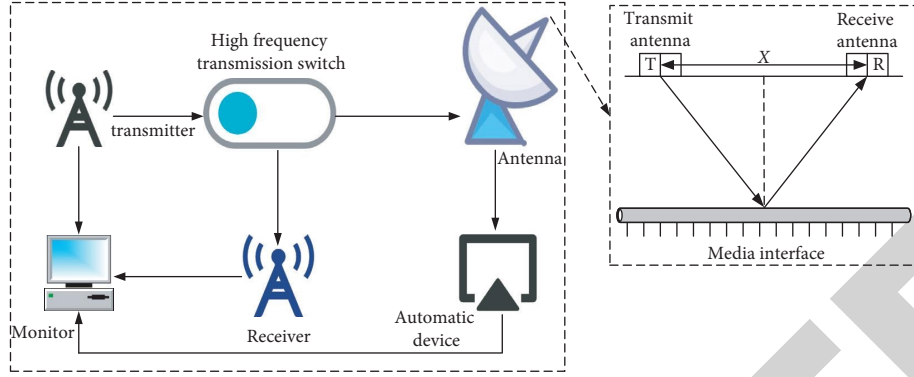 High frequency
transmission switch
transmitter
Antenna
Monitor
Receiver
Automatic
device
Transmit
antenna
Receive
antenna
T
X
R
Media interface